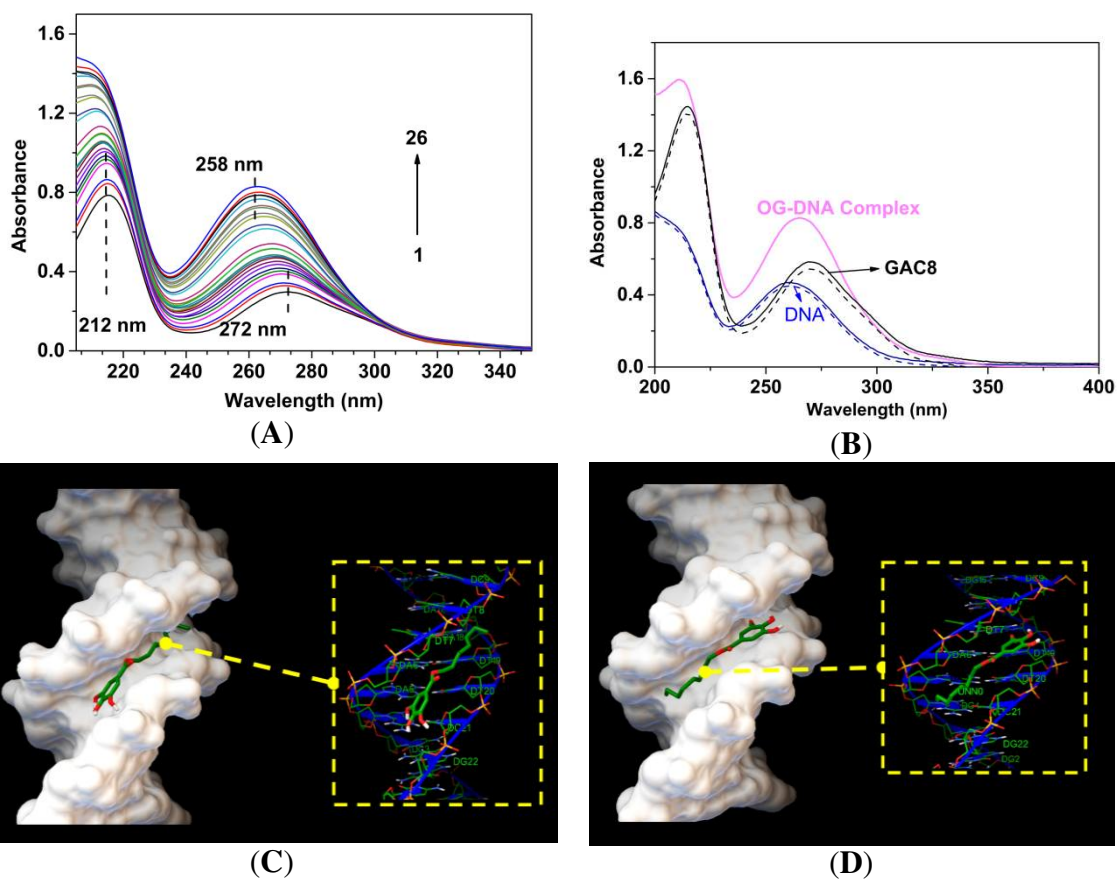 1.6
1.2
0.8
0.4
0.0
Absorbance
258 nm
26
1
212 nm
272 nm
220 240 260 280 300 320 340
Wavelength (nm)
(A)
1.6
1.2
0.8
0.4
0.0
Absorbance
OG-DNA Complex
GAC8
DNA
200 250 300 350 400
Wavelength (nm)
(B)
DT7
DT20
DG22
(C)
DT7
DT20
UNN0
DG22
DG2
(D)